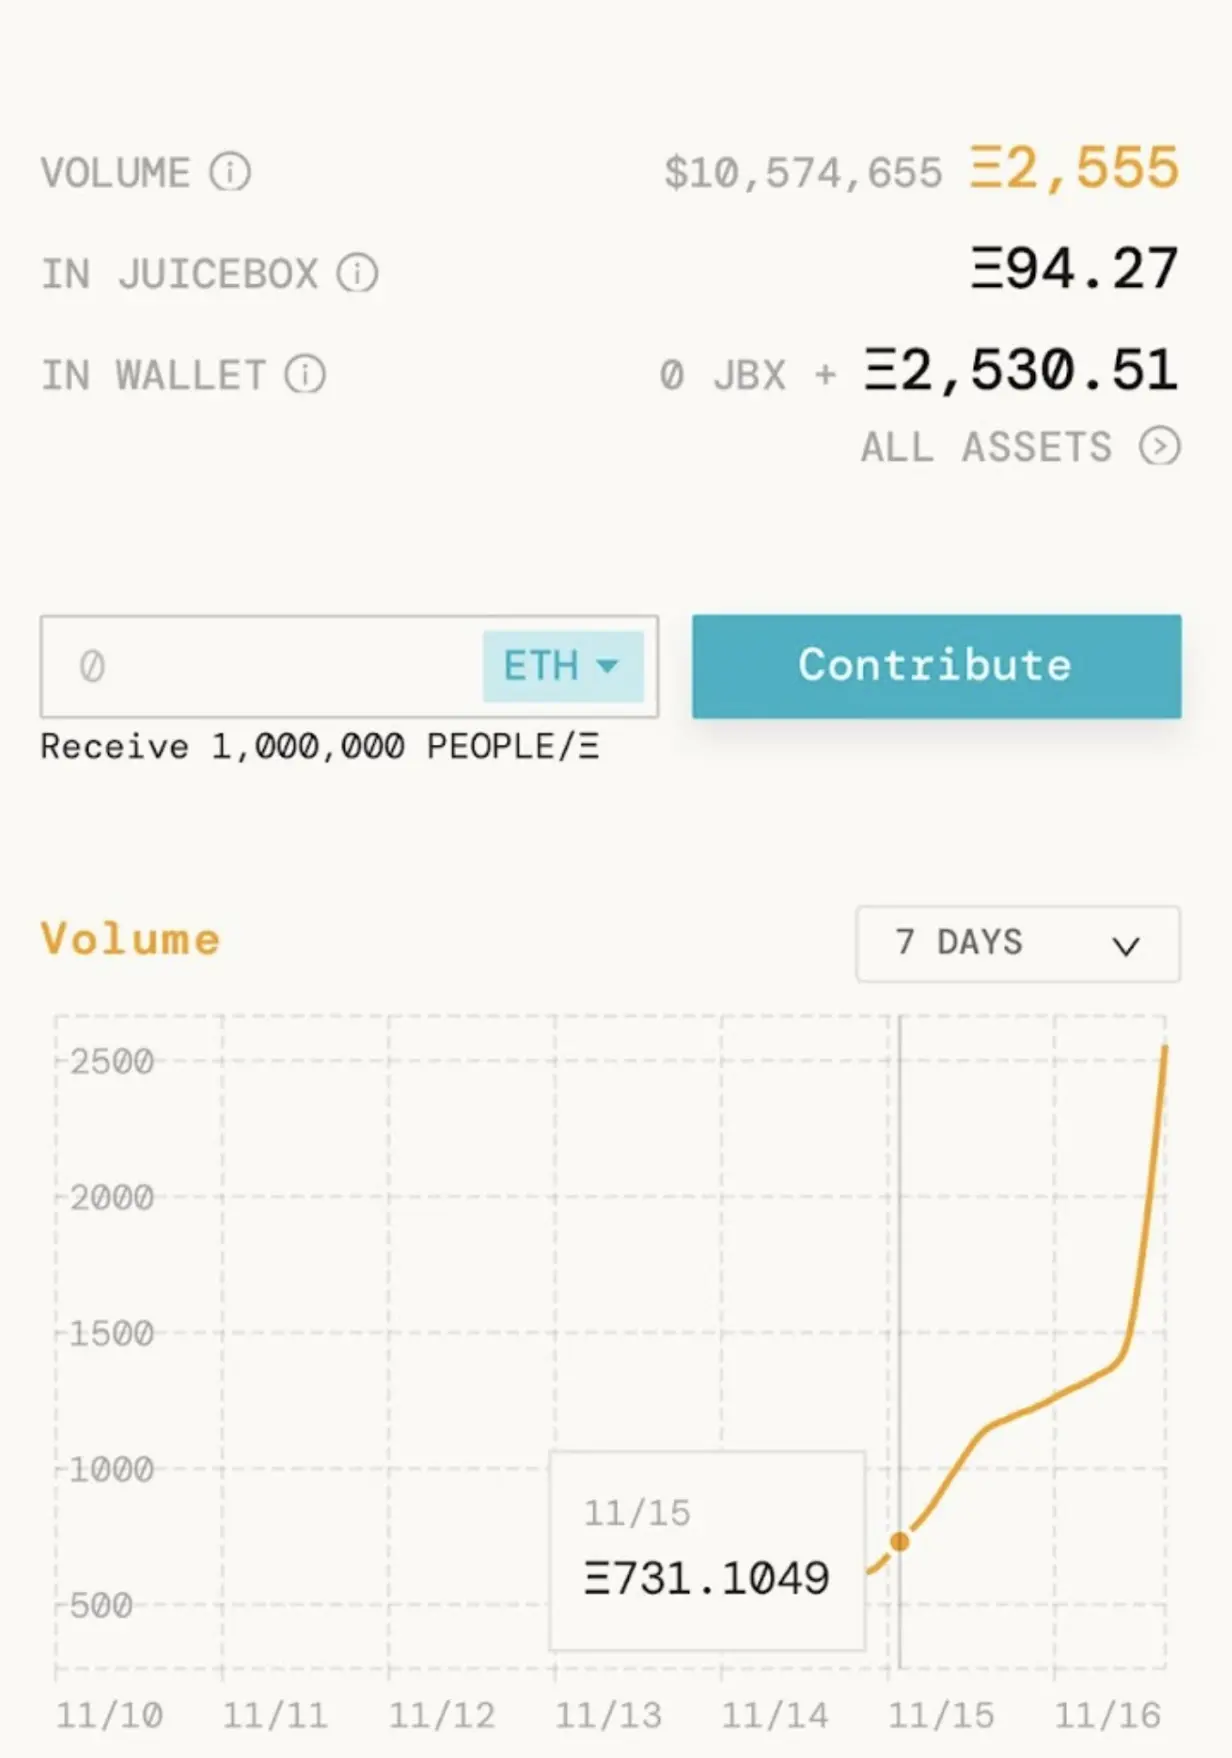 VOLUME $10,574,655 Ξ2,555
IN JUICEBOX Ξ94.27
IN WALLET 0 JBX + Ξ2,530.51
ALL ASSETS
0 ETH Contribute
Receive 1,000,000 PEOPLE/Ξ
Volume 7 DAYS
2500
2000
1500
1000
11/15
Ξ731.1049
500
11/10 11/11 11/12 11/13 11/14 11/15 11/16